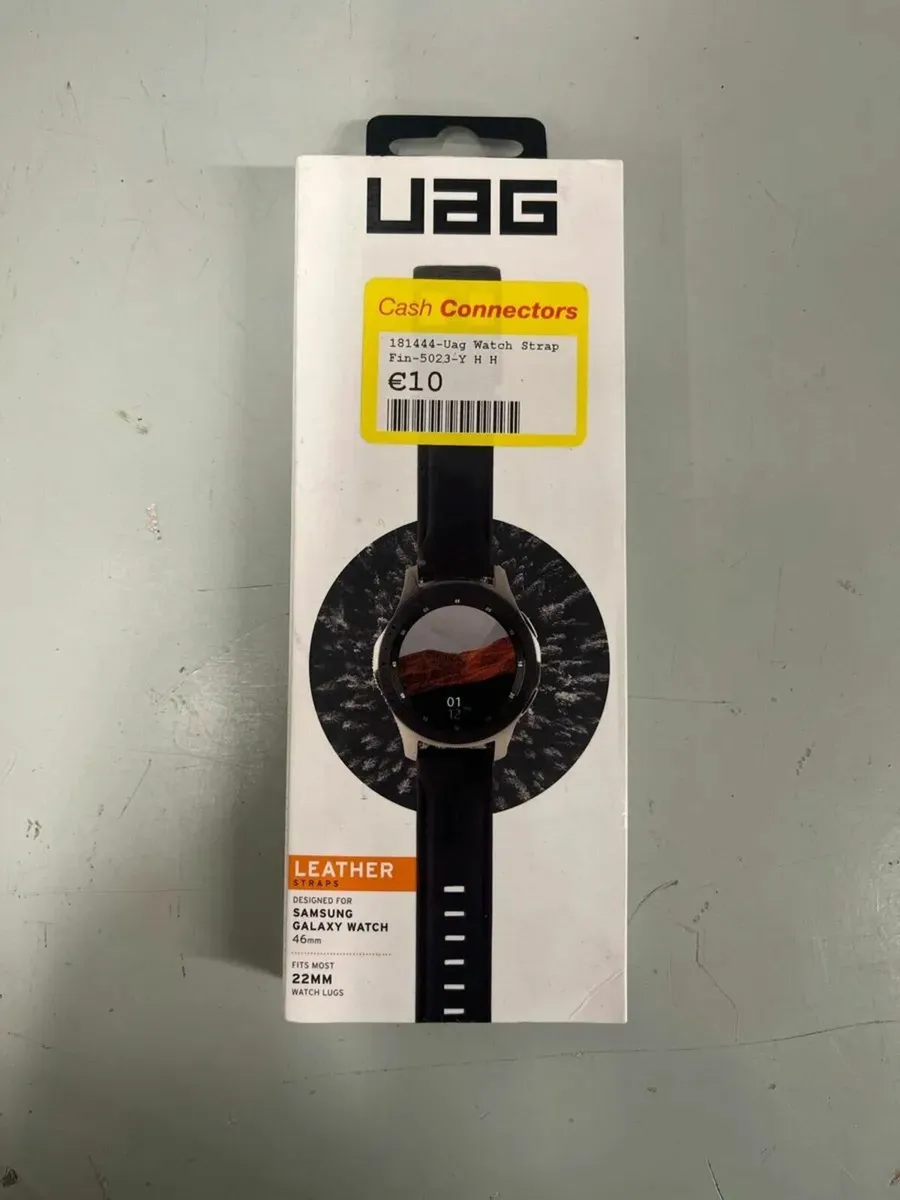 UAG
Cash Connectors
181444-Uag Watch Strap
Fin-5023-Y H H
€10
01
12
LEATHER
STRAPS
DESIGNED FOR
SAMSUNG
GALAXY WATCH
46mm
FITS MOST
22MM
WATCH LUGS